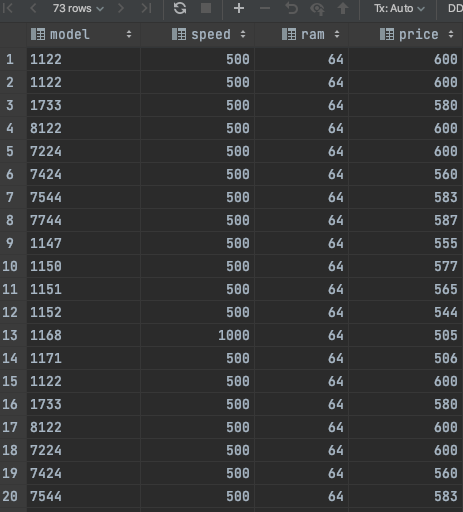 73 rows Tx: Auto DD
model speed ram price
1 1122 500 64 600
2 1122 500 64 600
3 1733 500 64 580
4 8122 500 64 600
5 7224 500 64 600
6 7424 500 64 560
7 7544 500 64 583
8 7744 500 64 587
9 1147 500 64 555
10 1150 500 64 577
11 1151 500 64 565
12 1152 500 64 544
13 1168 1000 64 505
14 1171 500 64 506
15 1122 500 64 600
16 1733 500 64 580
17 8122 500 64 600
18 7224 500 64 600
19 7424 500 64 560
20 7544 500 64 583